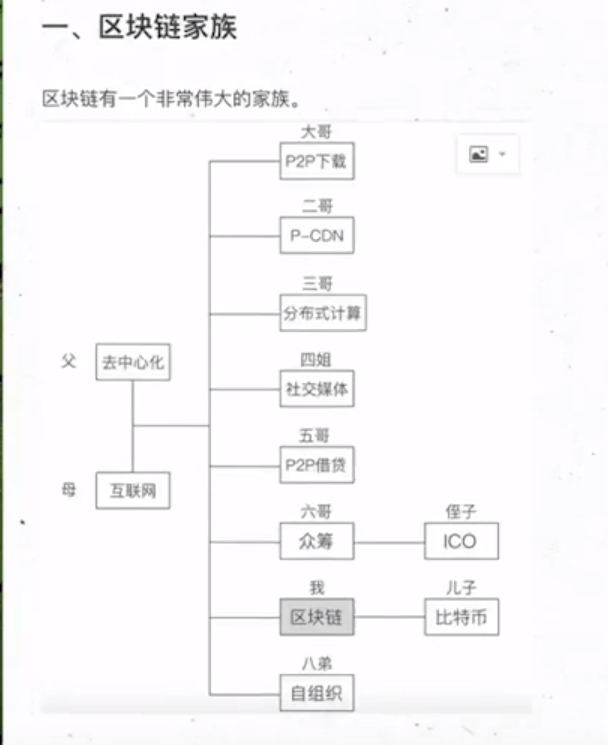 一、区块链家族
区块链有一个非常伟大的家族。
大哥
P2P下载
二哥
P-CDN
三哥
分布式计算
四姐
父
去中心化
社交媒体
五哥
P2P借贷
母
互联网
六哥
侄子
众筹
ICO
我
儿子
区块链
比特币
八弟
自组织